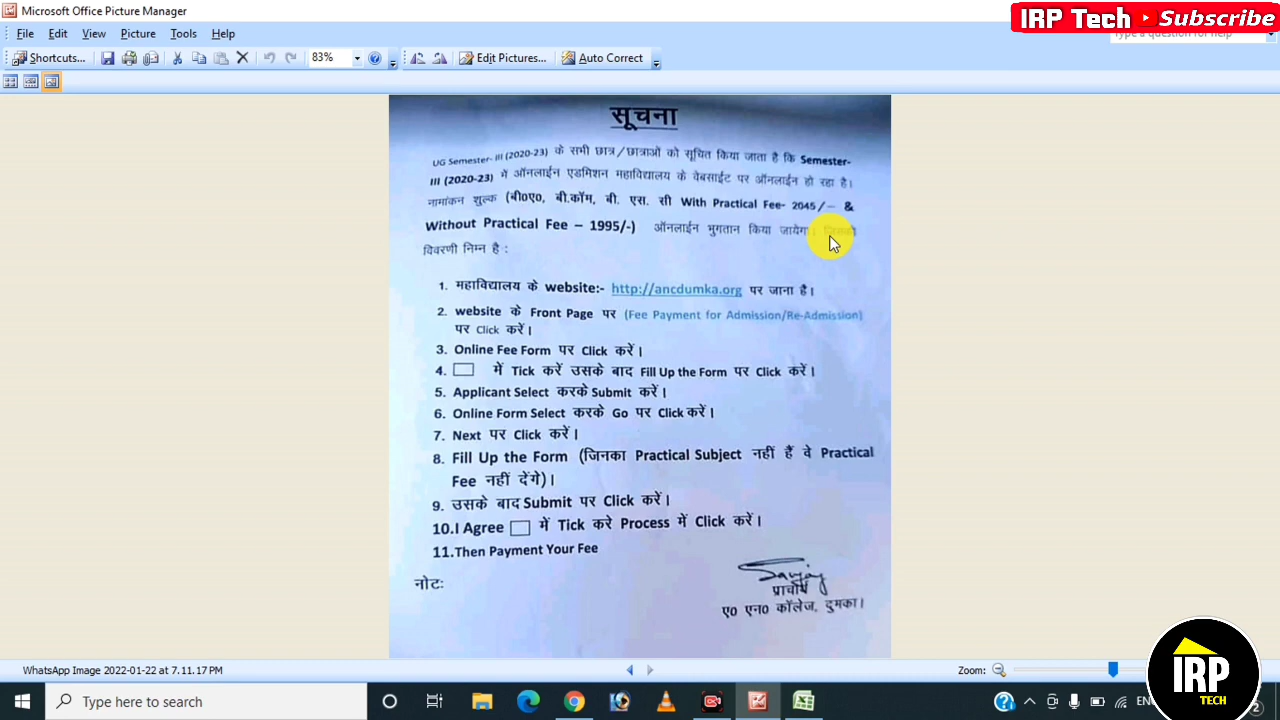 Microsoft Office Picture Manager
IRP Tech Subscribe
File Edit View Picture Tools Help
Type a question for help
Shortcuts... 83% Edit Pictures... Auto Correct
सूचना
UG Semester- III (2020-23) के सभी छात्र/छात्राओं को सूचित किया जाता है कि Semester-
III (2020-23) में ऑनलाईन एडमिशन महाविद्यालय के वेबसाईट पर ऑनलाईन हो रहा है।
नामांकन शुल्क (बी0ए0, बी.कॉम, बी. एस. सी With Practical Fee- 2045/- &
Without Practical Fee – 1995/-) ऑनलाईन भुगतान किया जायेगा। जिसकी
विवरणी निम्न है :
1. महाविद्यालय के website:- http://ancdumka.org पर जाना है।
2. website के Front Page पर (Fee Payment for Admission/Re-Admission)
पर Click करें।
3. Online Fee Form पर Click करें।
4. में Tick करें उसके बाद Fill Up the Form पर Click करें।
5. Applicant Select करके Submit करें।
6. Online Form Select करके Go पर Click करें।
7. Next पर Click करें।
8. Fill Up the Form (जिनका Practical Subject नहीं हैं वे Practical
Fee नहीं देंगे)।
9. उसके बाद Submit पर Click करें।
10. I Agree में Tick करे Process में Click करें।
11. Then Payment Your Fee
नोटः
Sanjay
प्राचार्य
ए0 एन0 कॉलेज, दुमका।
WhatsApp Image 2022-01-22 at 7.11.17 PM
Zoom:
IRP
TECH
Type here to search